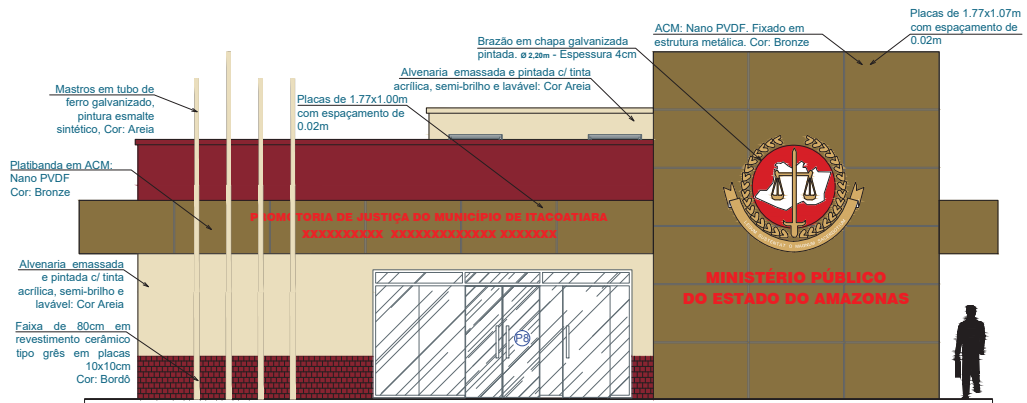 Placas de 1.77x1.07m
com espaçamento de
0.02m
ACM: Nano PVDF. Fixado em
estrutura metálica. Cor: Bronze
Brazão em chapa galvanizada
pintada. Ø 2,20m - Espessura 4cm
Alvenaria emassada e pintada c/ tinta
acrílica, semi-brilho e lavável: Cor Areia
Mastros em tubo de
ferro galvanizado,
pintura esmalte
sintético, Cor: Areia
Placas de 1.77x1.00m
com espaçamento de
0.02m
Platibanda em ACM:
Nano PVDF
Cor: Bronze
PROMOTORIA DE JUSTIÇA DO MUNICÍPIO DE ITACOATIARA
XXXXXXXXXX XXXXXXXXXXXXX XXXXXXX
Alvenaria emassada
e pintada c/ tinta
acrílica, semi-brilho e
lavável: Cor Areia
MINISTÉRIO PÚBLICO
DO ESTADO DO AMAZONAS
Faixa de 80cm em
revestimento cerâmico
tipo grês em placas
10x10cm
Cor: Bordô
P8